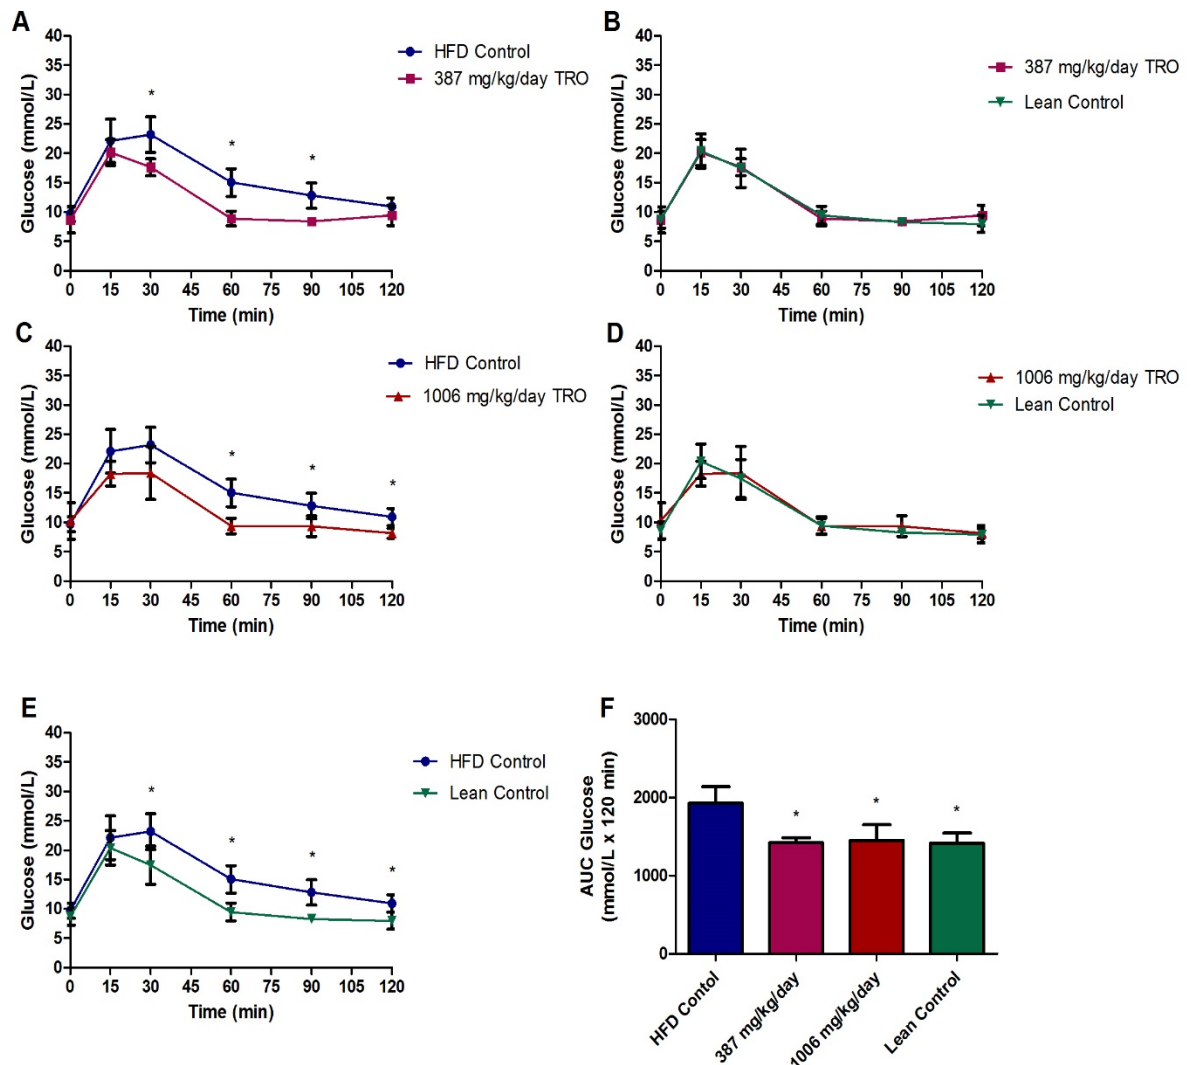 A
Glucose (mmol/L)
40
35
30
25
20
15
10
5
0
0 15 30 45 60 75 90 105 120
Time (min)
HFD Control
387 mg/kg/day TRO
* * *
B
Glucose (mmol/L)
40
35
30
25
20
15
10
5
0
0 15 30 45 60 75 90 105 120
Time (min)
387 mg/kg/day TRO
Lean Control
C
Glucose (mmol/L)
40
35
30
25
20
15
10
5
0
0 15 30 45 60 75 90 105 120
Time (min)
HFD Control
1006 mg/kg/day TRO
* * *
D
Glucose (mmol/L)
40
35
30
25
20
15
10
5
0
0 15 30 45 60 75 90 105 120
Time (min)
1006 mg/kg/day TRO
Lean Control
E
Glucose (mmol/L)
40
35
30
25
20
15
10
5
0
0 15 30 45 60 75 90 105 120
Time (min)
HFD Control
Lean Control
* * * *
F
AUC Glucose
(mmol/L x 120 min)
3000
2000
1000
0
* * *
HFD Contol
387 mg/kg/day
1006 mg/kg/day
Lean Control